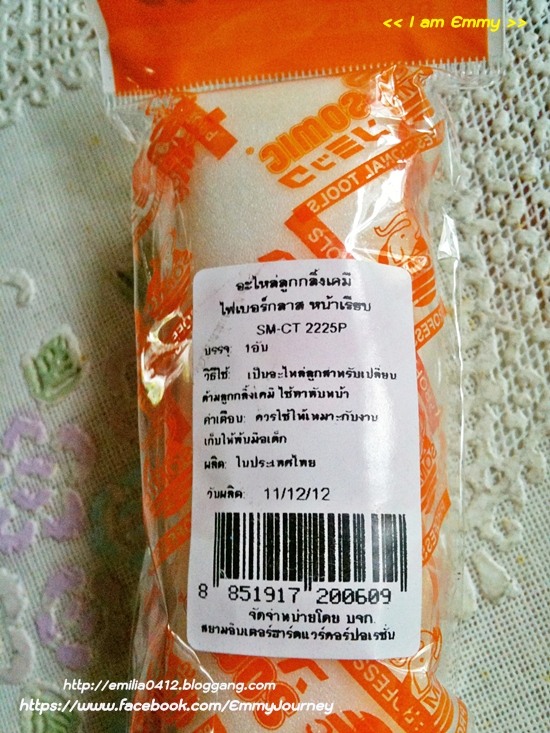 << I am Emmy >>
SOMIC
ソミック
อะไหล่ลูกกลิ้งเคมี
ไฟเบอร์กลาส หน้าเรียบ
SM-CT 2225P
บรรจุ: 1อัน
วิธีใช้: เป็นอะไหล่ลูกสำหรับเปลี่ยน
ด้ามลูกกลิ้งเคมี ใช้ทาทับหน้า
คำเตือน: ควรใช้ให้เหมาะกับงาน
เก็บให้พ้นมือเด็ก
ผลิต: ในประเทศไทย
วันผลิต: 11/12/12
8 851917 200609
จัดจำหน่ายโดย บจก.
สยามอินเตอร์ฮาร์ดแวร์คอร์ปอเรชั่น
http://emilia0412.bloggang.com
https://www.facebook.com/EmmyJourney